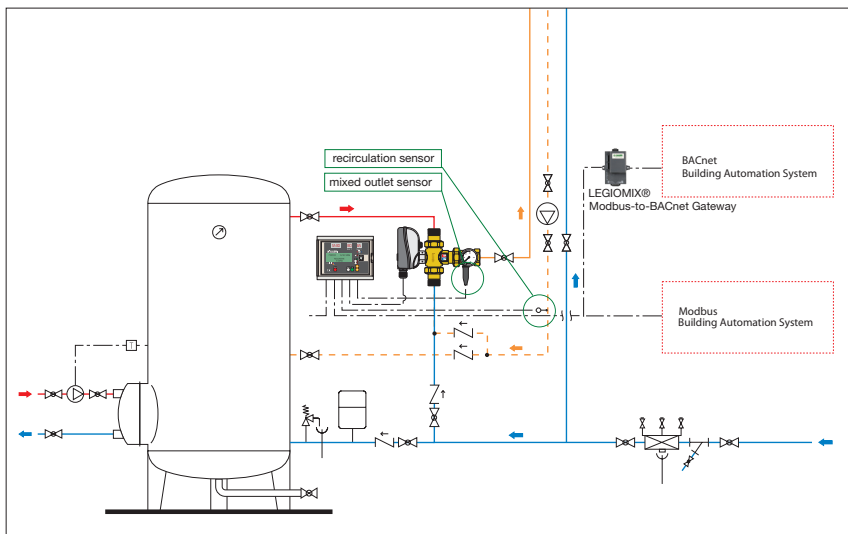 recirculation sensor
mixed outlet sensor
BACnet
Building Automation System
LEGIOMIX®
Modbus-to-BACnet Gateway
Modbus
Building Automation System
T